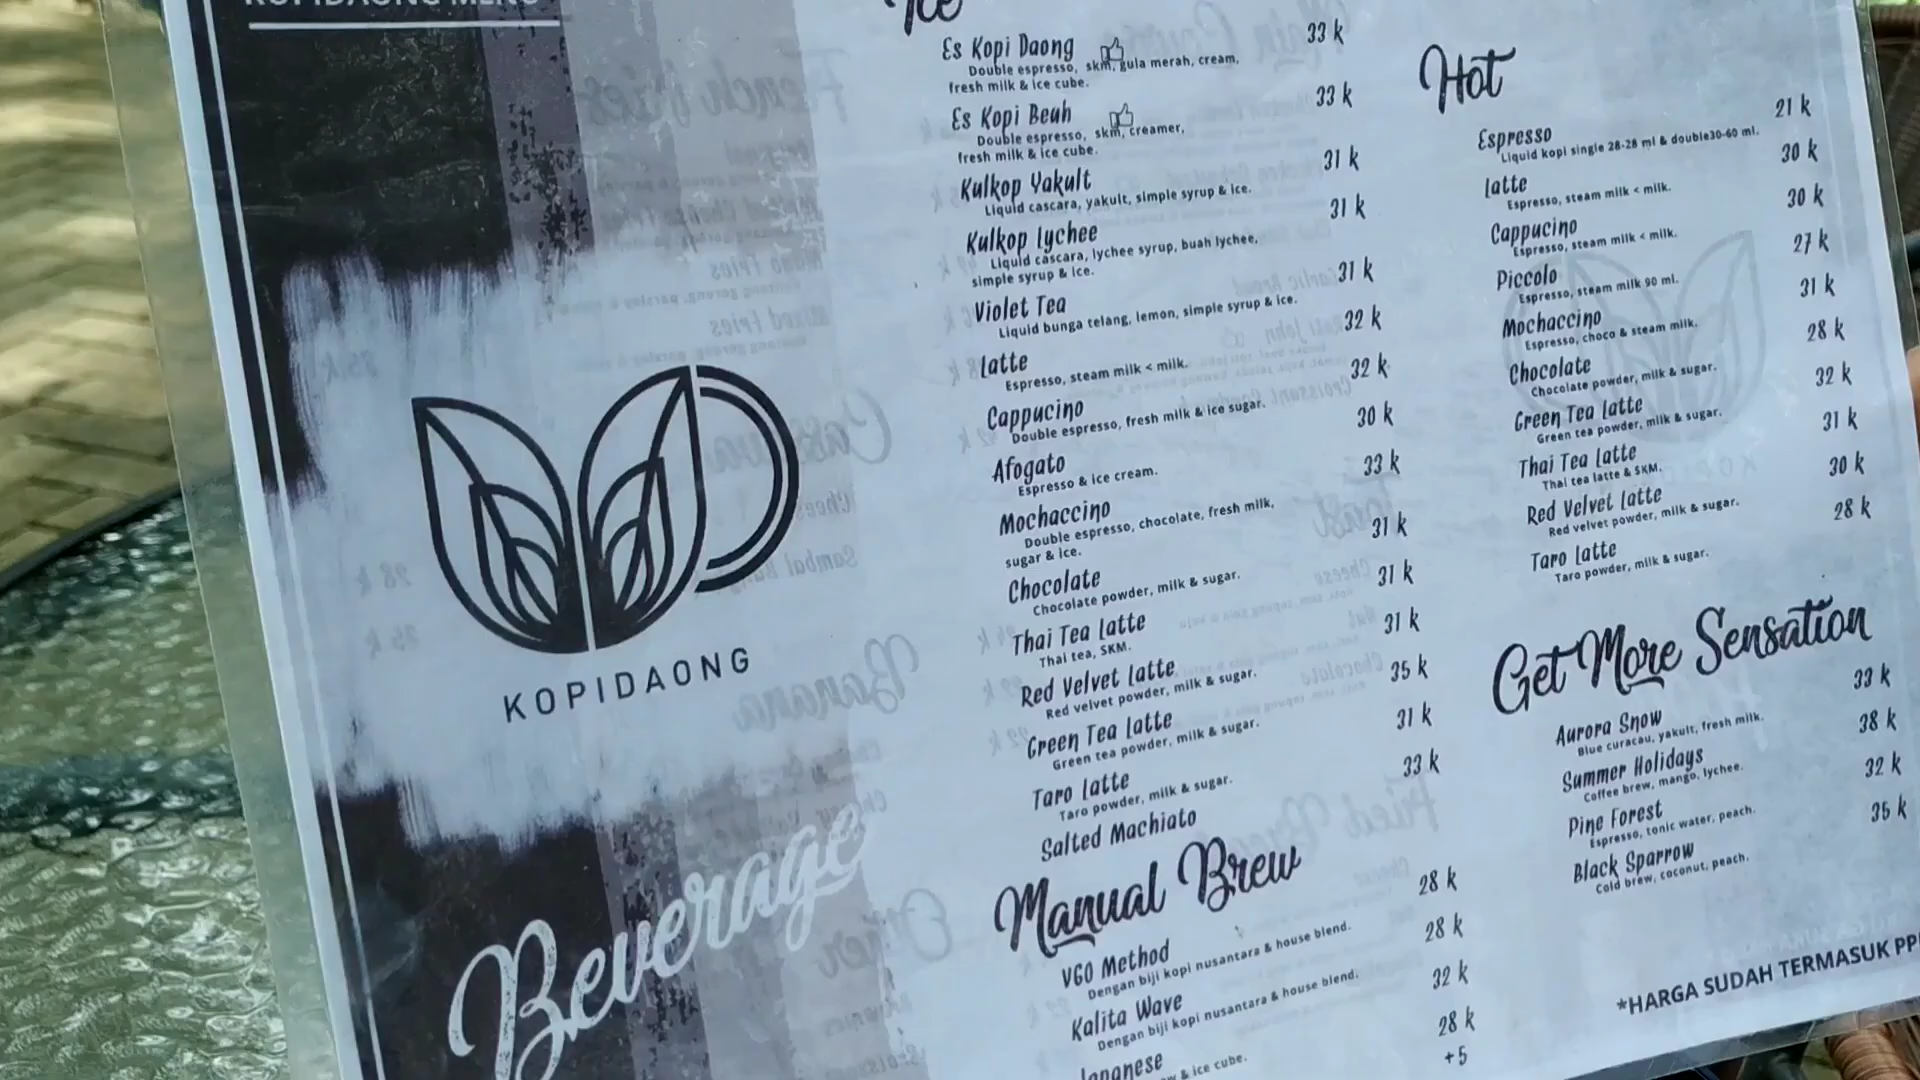 KOPIDAONG MENU
KOPIDAONG
Beverage
Ice
Es Kopi Daong 33 k
Double espresso, skm, gula merah, cream,
fresh milk & ice cube.
Es Kopi Beuh 33 k
Double espresso, skm, creamer,
fresh milk & ice cube.
Kulkop Yakult 31 k
Liquid cascara, yakult, simple syrup & ice.
Kulkop Lychee 31 k
Liquid cascara, lychee syrup, buah lychee,
simple syrup & ice.
Violet Tea 31 k
Liquid bunga telang, lemon, simple syrup & ice.
Latte 32 k
Espresso, steam milk < milk.
Cappucino 32 k
Double espresso, fresh milk & ice sugar.
Afogato 30 k
Espresso & ice cream.
Mochaccino 33 k
Double espresso, chocolate, fresh milk,
sugar & ice.
Chocolate 31 k
Chocolate powder, milk & sugar.
Thai Tea Latte 31 k
Thai tea, SKM.
Red Velvet Latte 31 k
Red velvet powder, milk & sugar.
Green Tea Latte 35 k
Green tea powder, milk & sugar.
Taro Latte 31 k
Taro powder, milk & sugar.
Salted Machiato 33 k
Manual Brew
V60 Method 28 k
Dengan biji kopi nusantara & house blend.
Kalita Wave 28 k
Dengan biji kopi nusantara & house blend.
Japanese 32 k
& ice cube.
28 k
+5
Hot
Espresso 21 k
Liquid kopi single 28-28 ml & double30-60 ml.
Latte 30 k
Espresso, steam milk < milk.
Cappucino 30 k
Espresso, steam milk < milk.
Piccolo 27 k
Espresso, steam milk 90 ml.
Mochaccino 31 k
Espresso, choco & steam milk.
Chocolate 28 k
Chocolate powder, milk & sugar.
Green Tea Latte 32 k
Green tea powder, milk & sugar.
Thai Tea Latte 31 k
Thai tea latte & SKM.
Red Velvet Latte 30 k
Red velvet powder, milk & sugar.
Taro Latte 28 k
Taro powder, milk & sugar.
Get More Sensation
Aurora Snow 33 k
Blue curacau, yakult, fresh milk.
Summer Holidays 38 k
Coffee brew, mango, lychee.
Pine Forest 32 k
Espresso, tonic water, peach.
Black Sparrow 35 k
Cold brew, coconut, peach.
*HARGA SUDAH TERMASUK